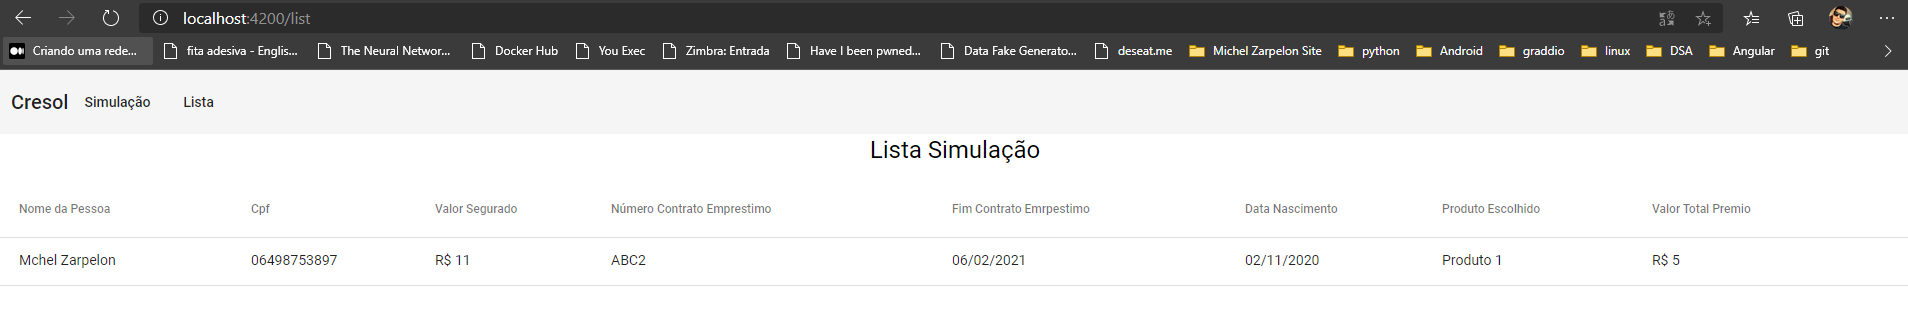 localhost:4200/list
Criando uma rede... fita adesiva - Englis... The Neural Networ... Docker Hub You Exec Zimbra: Entrada Have I been pwned... Data Fake Generato... deseat.me Michel Zarpelon Site python Android graddio linux DSA Angular git
Cresol Simulação Lista
Lista Simulação
Nome da Pessoa Cpf Valor Segurado Número Contrato Emprestimo Fim Contrato Emrpestimo Data Nascimento Produto Escolhido Valor Total Premio
Mchel Zarpelon 06498753897 R$ 11 ABC2 06/02/2021 02/11/2020 Produto 1 R$ 5